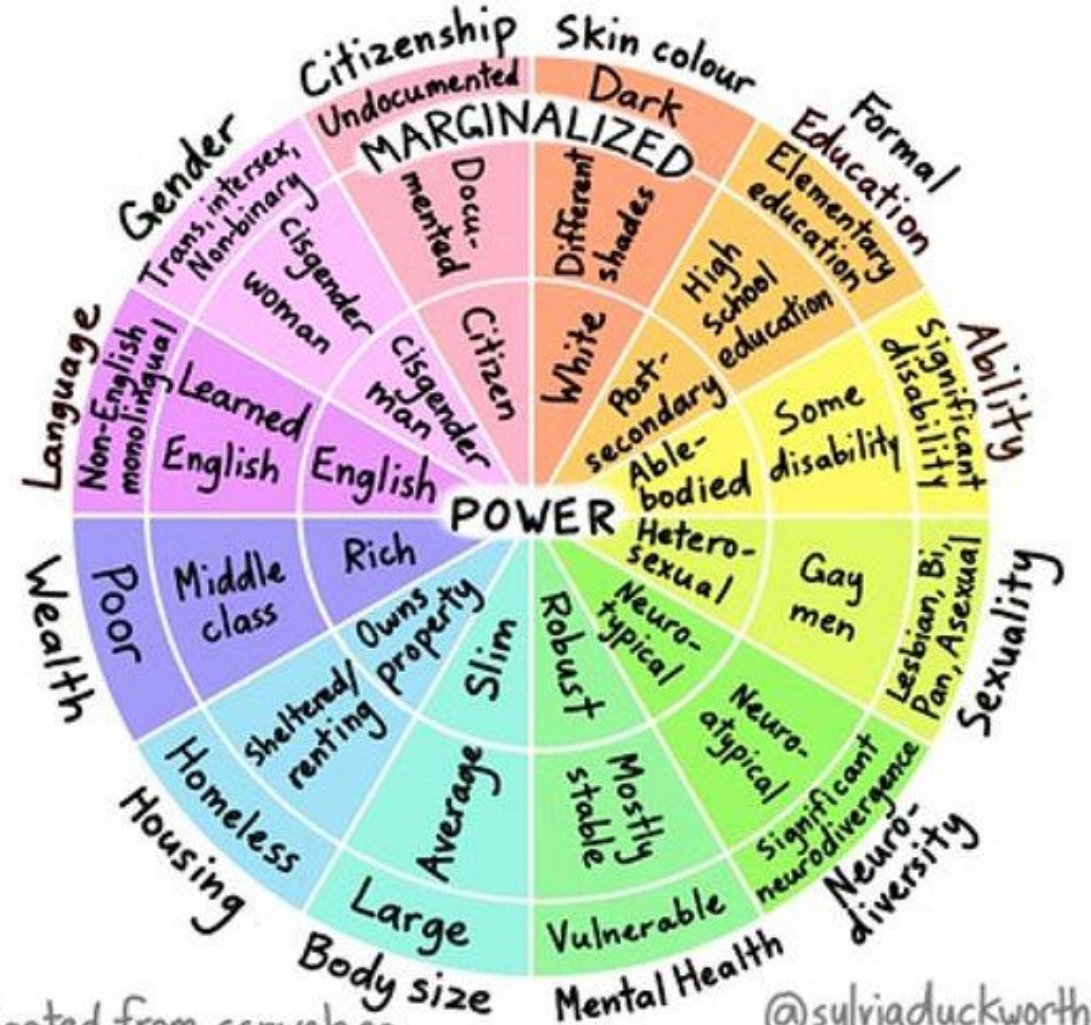 Citizenship
Undocumented
Docu-
mented
Citizen
Skin colour
Dark
Different
shades
White
Formal
Education
Elementary
education
High
School
education
Post-
secondary
Ability
Significant
disability
Some
disability
Able-
bodied
Sexuality
Lesbian, Bi,
Pan, Asexual
Gay
men
Hetero-
sexual
Neuro-
diversity
Significant
neurodivergence
Neuro-
atypical
Neuro-
typical
Mental Health
Vulnerable
Mostly
stable
Robust
Body size
Large
Average
Slim
Housing
Homeless
Sheltered/
renting
Owns
property
Wealth
Poor
Middle
class
Rich
Language
Non-English
monolingual
Learned
English
English
Gender
Trans, intersex,
Non-binary
Cisgender
woman
Cisgender
man
MARGINALIZED
POWER
from
@sylviaduckworth